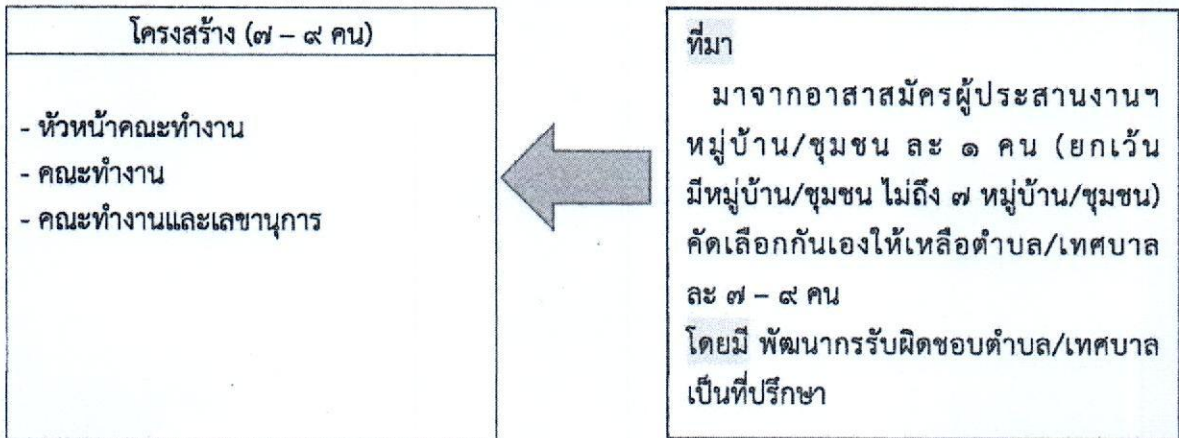 โครงสร้าง (๗ – ๙ คน)
- หัวหน้าคณะทำงาน
- คณะทำงาน
- คณะทำงานและเลขานุการ
ที่มา
มาจากอาสาสมัครผู้ประสานงานฯ
หมู่บ้าน/ชุมชน ละ ๑ คน (ยกเว้น
มีหมู่บ้าน/ชุมชน ไม่ถึง ๗ หมู่บ้าน/ชุมชน)
คัดเลือกกันเองให้เหลือตำบล/เทศบาล
ละ ๗ – ๙ คน
โดยมี พัฒนากรรับผิดชอบตำบล/เทศบาล
เป็นที่ปรึกษา